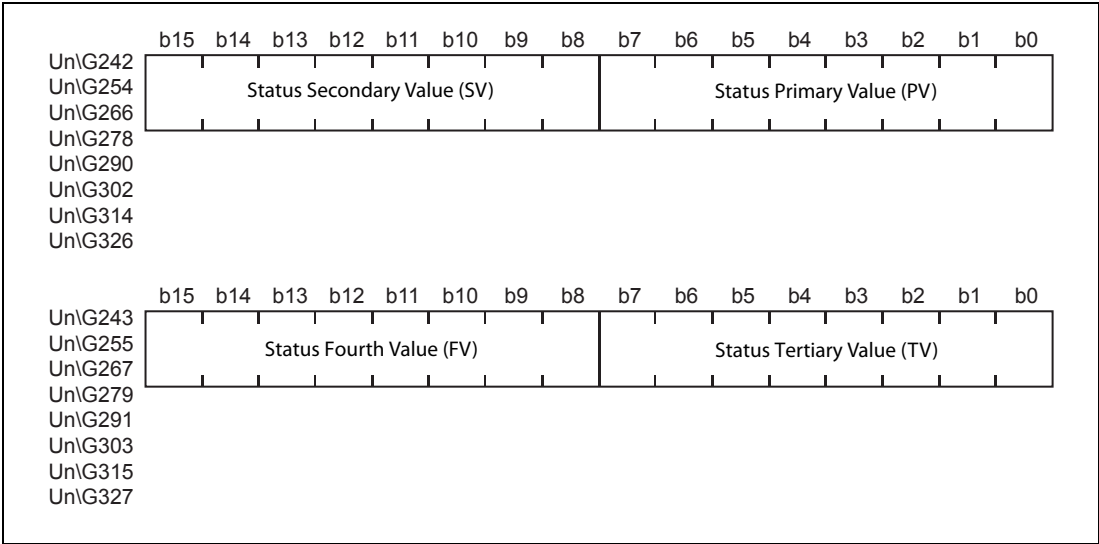 b15 b14 b13 b12 b11 b10 b9 b8 b7 b6 b5 b4 b3 b2 b1 b0
Un\G242
Un\G254 Status Secondary Value (SV) Status Primary Value (PV)
Un\G266
Un\G278
Un\G290
Un\G302
Un\G314
Un\G326
b15 b14 b13 b12 b11 b10 b9 b8 b7 b6 b5 b4 b3 b2 b1 b0
Un\G243
Un\G255 Status Fourth Value (FV) Status Tertiary Value (TV)
Un\G267
Un\G279
Un\G291
Un\G303
Un\G315
Un\G327